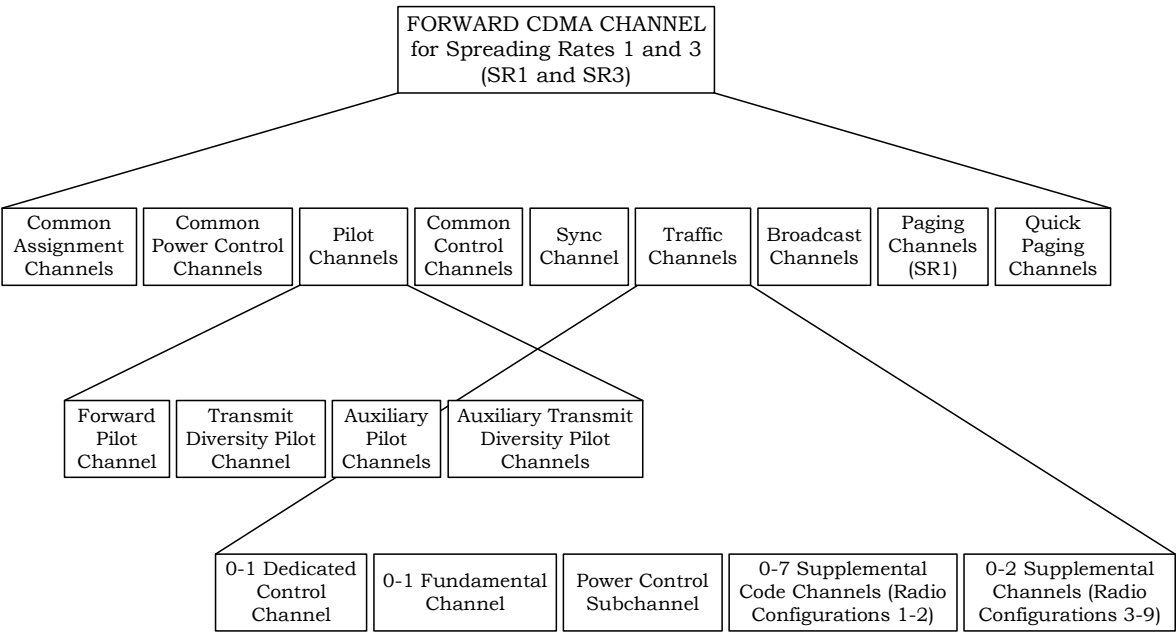 FORWARD CDMA CHANNEL
for Spreading Rates 1 and 3
(SR1 and SR3)
Common
Assignment
Channels
Common
Power Control
Channels
Pilot
Channels
Common
Control
Channels
Sync
Channel
Traffic
Channels
Broadcast
Channels
Paging
Channels
(SR1)
Quick
Paging
Channels
Forward
Pilot
Channel
Transmit
Diversity Pilot
Channel
Auxiliary
Pilot
Channels
Auxiliary Transmit
Diversity Pilot
Channels
0-1 Dedicated
Control
Channel
0-1 Fundamental
Channel
Power Control
Subchannel
0-7 Supplemental
Code Channels (Radio
Configurations 1-2)
0-2 Supplemental
Channels (Radio
Configurations 3-9)